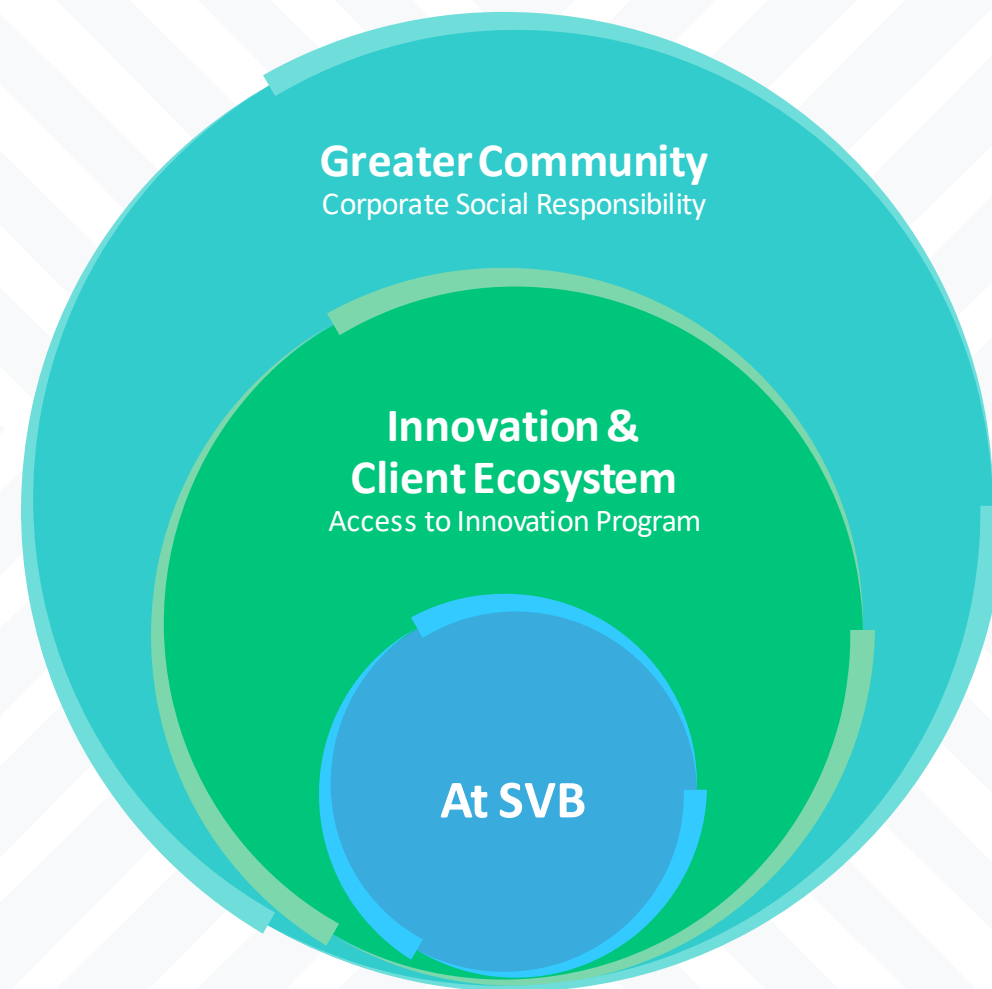 Greater Community
Corporate Social Responsibility
Innovation &
Client Ecosystem
Access to Innovation Program
At SVB